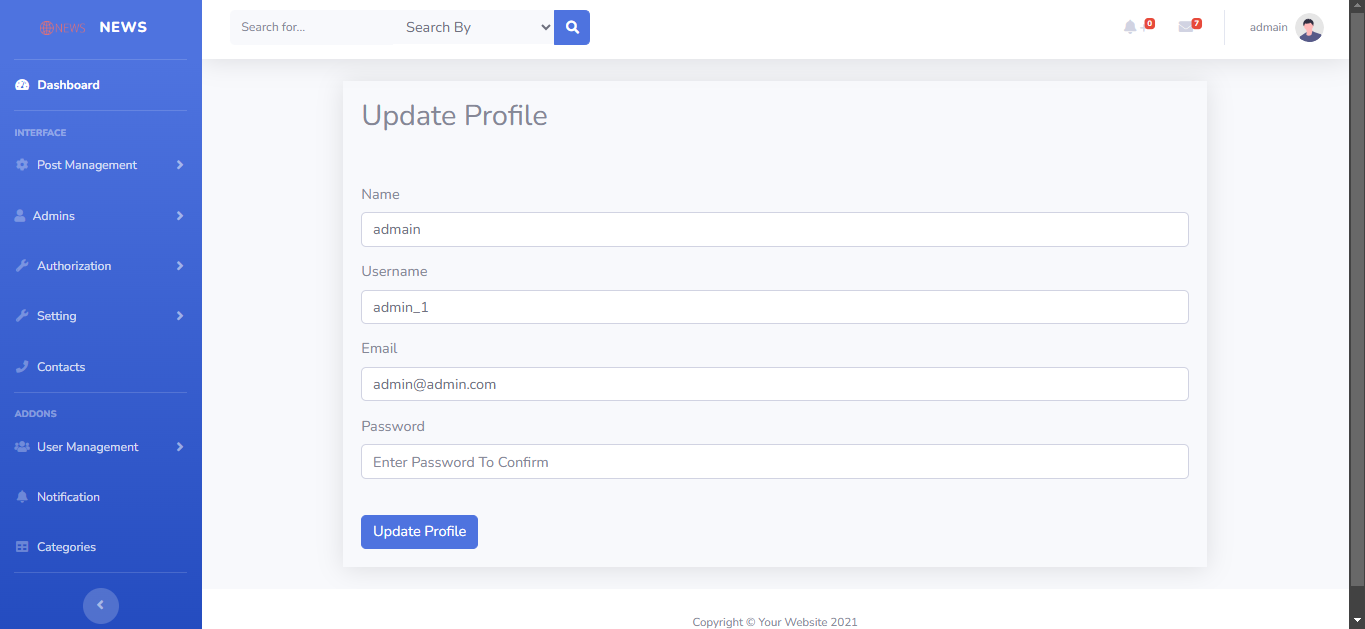 NEWS NEWS
Search for... Search By
0 7 admain
Dashboard
INTERFACE
Post Management
Admins
Authorization
Setting
Contacts
ADDONS
User Management
Notification
Categories
Update Profile
Name
admain
Username
admin_1
Email
admin@admin.com
Password
Enter Password To Confirm
Update Profile
Copyright © Your Website 2021